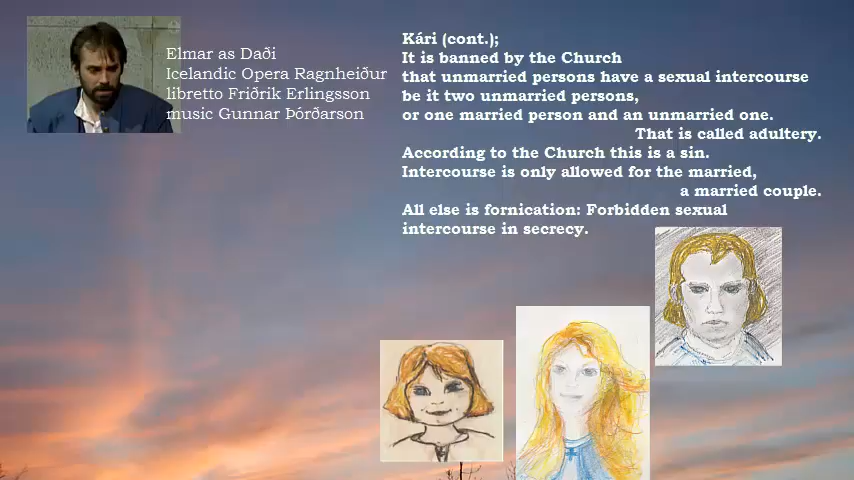 Elmar as Daði
Icelandic Opera Ragnheiður
libretto Friðrik Erlingsson
music Gunnar Þórðarson
Kári (cont.);
It is banned by the Church
that unmarried persons have a sexual intercourse
be it two unmarried persons,
or one married person and an unmarried one.
That is called adultery.
According to the Church this is a sin.
Intercourse is only allowed for the married,
a married couple.
All else is fornication: Forbidden sexual
intercourse in secrecy.